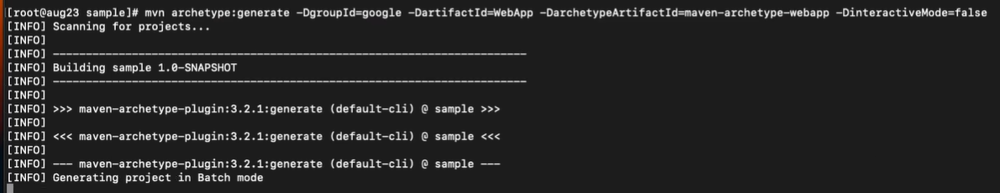 [root@aug23 sample]# mvn archetype:generate -DgroupId=google -DartifactId=WebApp -DarchetypeArtifactId=maven-archetype-webapp -DinteractiveMode=false
[INFO] Scanning for projects...
[INFO]
[INFO] ------------------------------------------------------------------------
[INFO] Building sample 1.0-SNAPSHOT
[INFO] ------------------------------------------------------------------------
[INFO]
[INFO] >>> maven-archetype-plugin:3.2.1:generate (default-cli) @ sample >>>
[INFO]
[INFO] <<< maven-archetype-plugin:3.2.1:generate (default-cli) @ sample <<<
[INFO]
[INFO] --- maven-archetype-plugin:3.2.1:generate (default-cli) @ sample ---
[INFO] Generating project in Batch mode